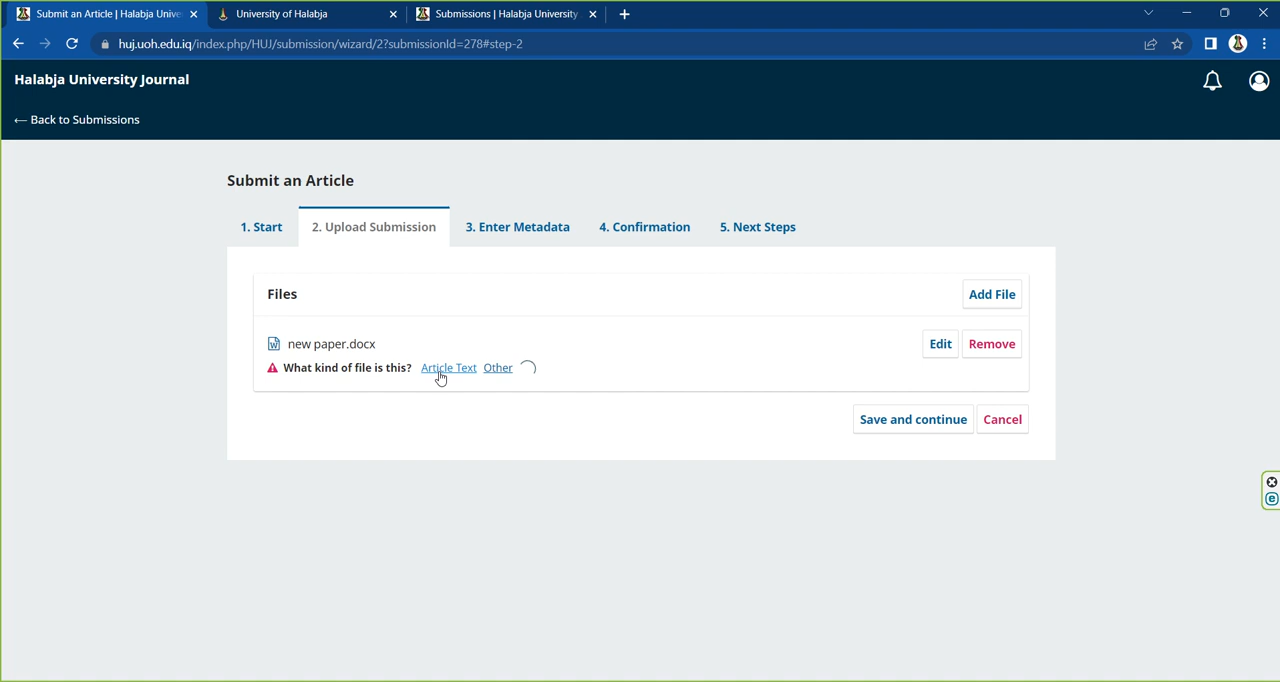 Submit an Article | Halabja Unive
University of Halabja
Submissions | Halabja University
huj.uoh.edu.iq/index.php/HUJ/submission/wizard/2?submissionId=278#step-2
Halabja University Journal
← Back to Submissions
Submit an Article
1. Start
2. Upload Submission
3. Enter Metadata
4. Confirmation
5. Next Steps
Files
Add File
new paper.docx
Edit
Remove
What kind of file is this? Article Text Other
Save and continue
Cancel